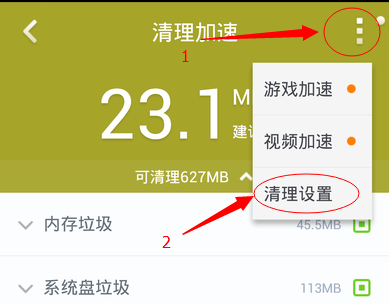 清理加速
1
游戏加速
23.1
M
建
视频加速
可清理627MB
清理设置
2
内存垃圾
45.5MB
系统盘垃圾
113MB